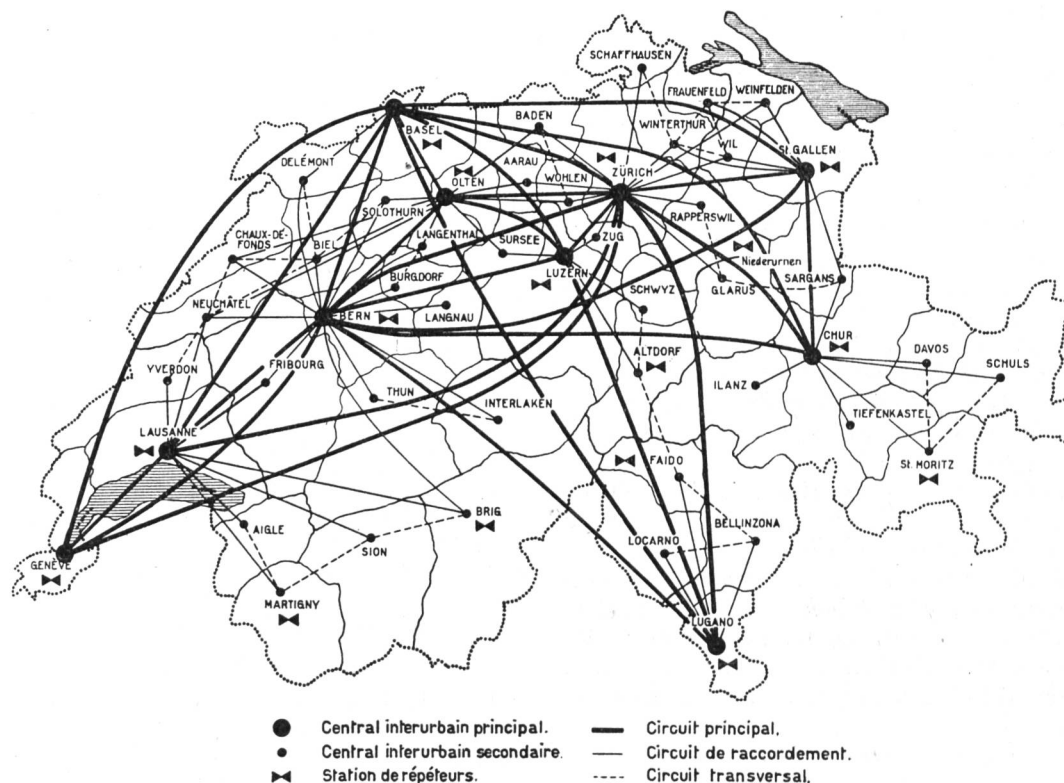 SCHAFFHAUSEN
FRAUENFELD
WEINFELDEN
BASEL
BADEN
WINTERTHUR
WIL
St. GALLEN
DELÉMONT
AARAU
OLTEN
WOHLEN
ZÜRICH
SOLOTHURN
RAPPERSWIL
CHAUX-DE-
FONDS
BIEL
LANGENTHAL
SURSEE
ZUG
Niederurnen
BURGDORF
LUZERN
GLARUS
SARGANS
NEUCHÂTEL
BERN
LANGNAU
SCHWYZ
CHUR
YVERDON
FRIBOURG
ALTDORF
DAVOS
SCHULS
THUN
INTERLAKEN
ILANZ
TIEFENKASTEL
LAUSANNE
FAIDO
St. MORITZ
BRIG
AIGLE
SION
LOCARNO
BELLINZONA
GENÈVE
MARTIGNY
LUGANO
Central interurbain principal.
Central interurbain secondaire.
Station de répéteurs.
Circuit principal.
Circuit de raccordement.
Circuit transversal.